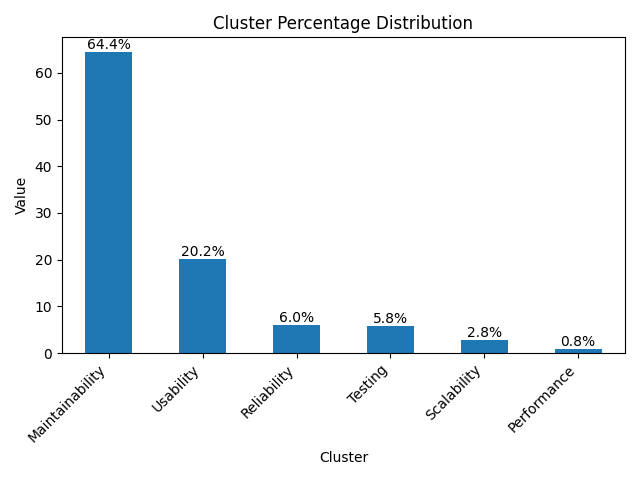 Cluster Percentage Distribution
64.4%
20.2%
6.0%
5.8%
2.8%
0.8%
Value
60
50
40
30
20
10
0
Maintainability
Usability
Reliability
Testing
Scalability
Performance
Cluster